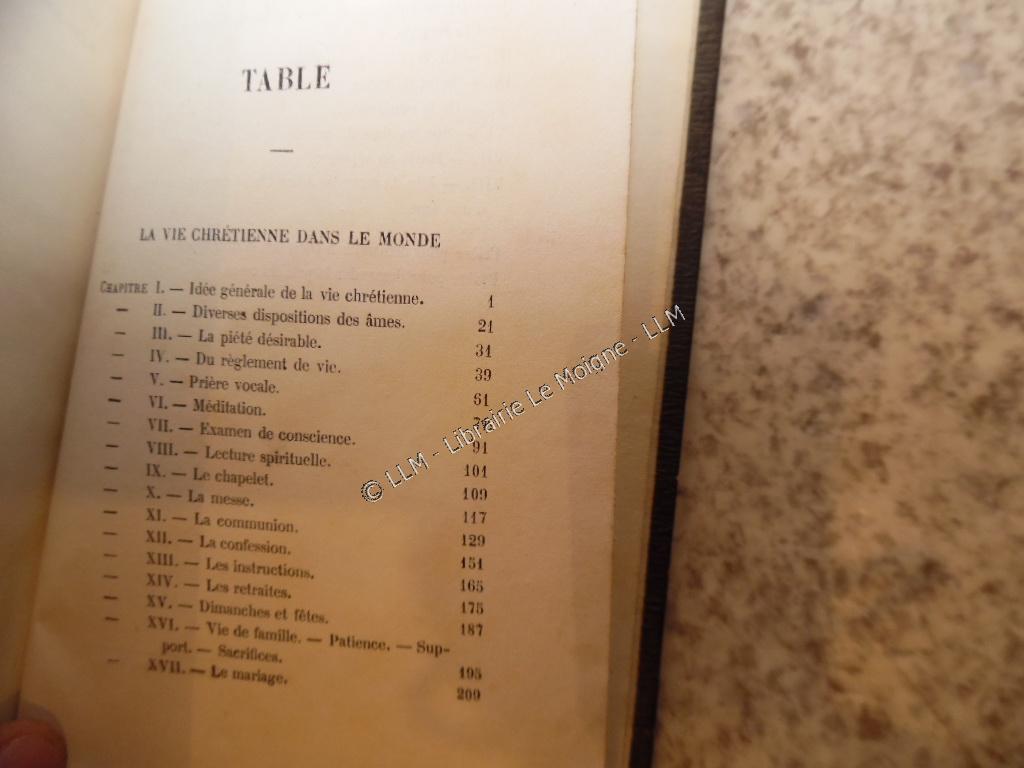 TABLE
LA VIE CHRÉTIENNE DANS LE MONDE
CHAPITRE I. — Idée générale de la vie chrétienne. 1
— II. — Diverses dispositions des âmes. 21
— III. — La piété désirable. 31
— IV. — Du règlement de vie. 39
— V. — Prière vocale. 61
— VI. — Méditation.
— VII. — Examen de conscience. 91
— VIII. — Lecture spirituelle. 101
— IX. — Le chapelet. 109
— X. — La messe. 117
— XI. — La communion. 129
— XII. — La confession. 151
— XIII. — Les instructions. 165
— XIV. — Les retraites. 175
— XV. — Dimanches et fêtes. 187
— XVI. — Vie de famille. — Patience. — Sup-
port. — Sacrifices. 195
— XVII. — Le mariage. 209
© LLM - Librairie Le Moigne - LLM